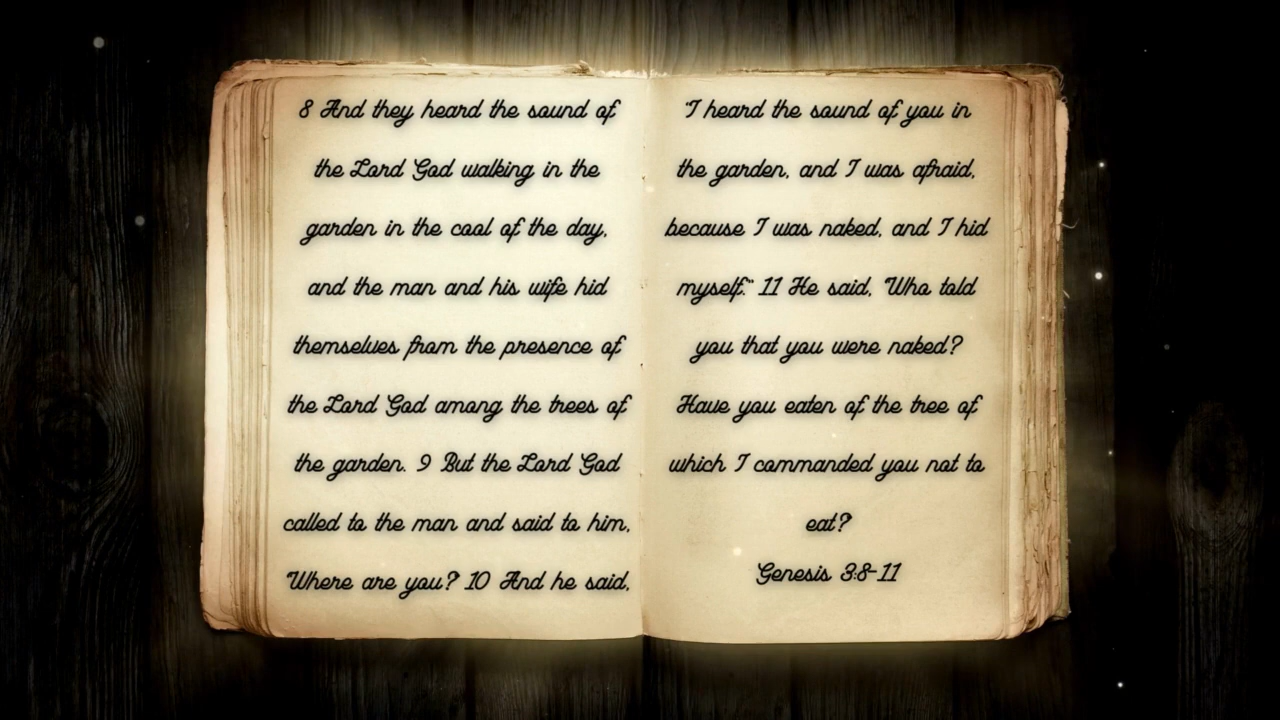 8 And they heard the sound of
the Lord God walking in the
garden in the cool of the day,
and the man and his wife hid
themselves from the presence of
the Lord God among the trees of
the garden. 9 But the Lord God
called to the man and said to him,
"Where are you? 10 And he said,
"I heard the sound of you in
the garden, and I was afraid,
because I was naked, and I hid
myself." 11 He said, "Who told
you that you were naked?
Have you eaten of the tree of
which I commanded you not to
eat?
Genesis 3:8-11